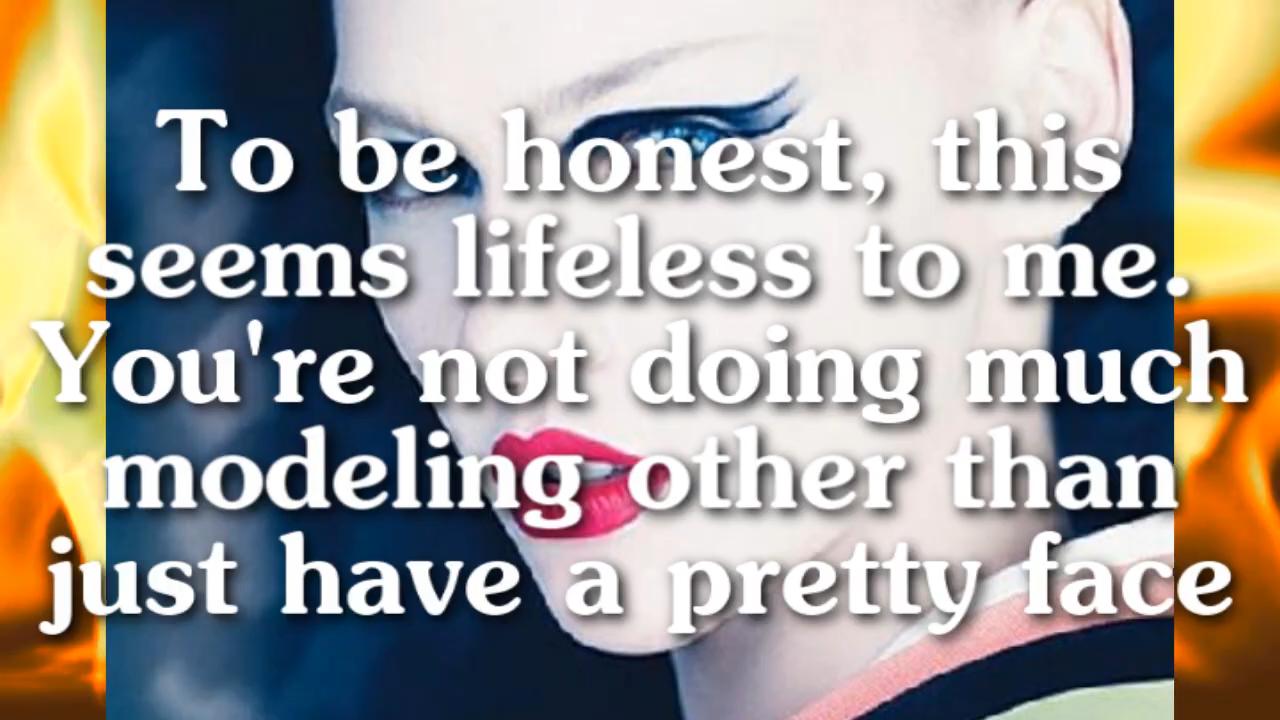 To be honest, this
seems lifeless to me.
You're not doing much
modeling other than
just have a pretty face